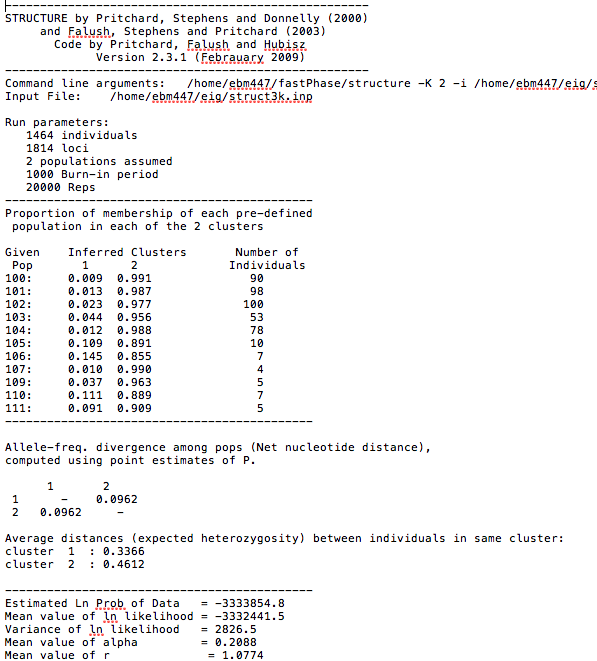 -----------------------------------------------------
STRUCTURE by Pritchard, Stephens and Donnelly (2000)
and Falush, Stephens and Pritchard (2003)
Code by Pritchard, Falush and Hubisz
Version 2.3.1 (Febrauary 2009)
-----------------------------------------------------
Command line arguments: /home/ebm447/fastPhase/structure -K 2 -i /home/ebm447/eig/s
Input File: /home/ebm447/eig/struct3k.inp
Run parameters:
1464 individuals
1814 loci
2 populations assumed
1000 Burn-in period
20000 Reps
--------------------------------------------
Proportion of membership of each pre-defined
population in each of the 2 clusters
Given Inferred Clusters Number of
Pop 1 2 Individuals
100: 0.009 0.991 90
101: 0.013 0.987 98
102: 0.023 0.977 100
103: 0.044 0.956 53
104: 0.012 0.988 78
105: 0.109 0.891 10
106: 0.145 0.855 7
107: 0.010 0.990 4
109: 0.037 0.963 5
110: 0.111 0.889 7
111: 0.091 0.909 5
--------------------------------------------
Allele-freq. divergence among pops (Net nucleotide distance),
computed using point estimates of P.
1 2
1 - 0.0962
2 0.0962 -
Average distances (expected heterozygosity) between individuals in same cluster:
cluster 1 : 0.3366
cluster 2 : 0.4612
--------------------------------------------
Estimated Ln Prob of Data = -3333854.8
Mean value of ln likelihood = -3332441.5
Variance of ln likelihood = 2826.5
Mean value of alpha = 0.2088
Mean value of r = 1.0774